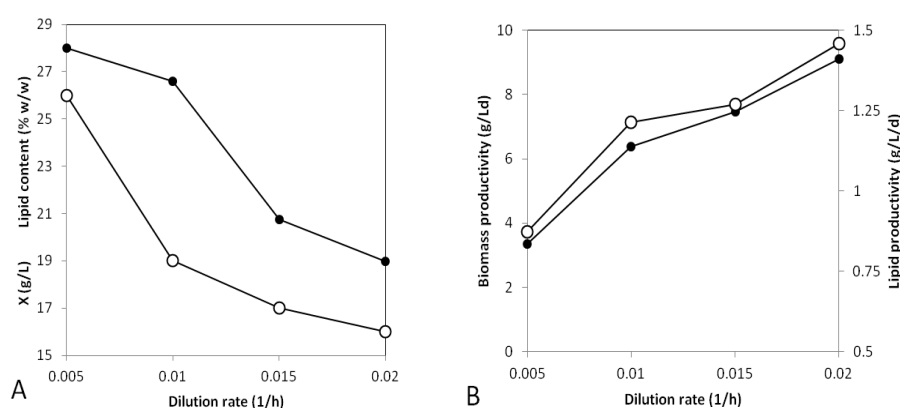 29
27
25
23
21
19
17
15
Lipid content (% w/w)
X (g/L)
0.005 0.01 0.015 0.02
Dilution rate (1/h)
A
10
8
6
4
2
0
Biomass productivity (g/Ld)
1.5
1.25
1
0.75
0.5
Lipid productivity (g/L/d)
0.005 0.01 0.015 0.02
Dilution rate (1/h)
B